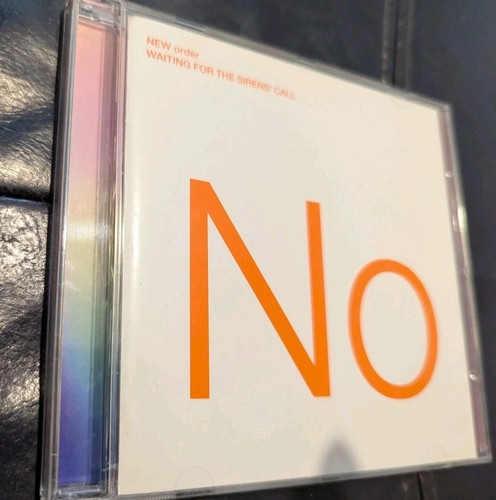 NEW order
WAITING FOR THE SIRENS' CALL
No